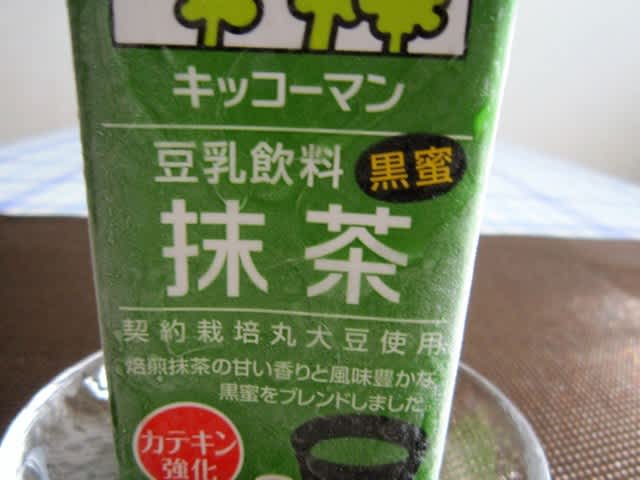 キッコーマン
豆乳飲料 黒蜜
抹茶
契約栽培丸大豆使用
焙煎抹茶の甘い香りと風味豊かな
黒蜜をブレンドしました。
カテキン
強化